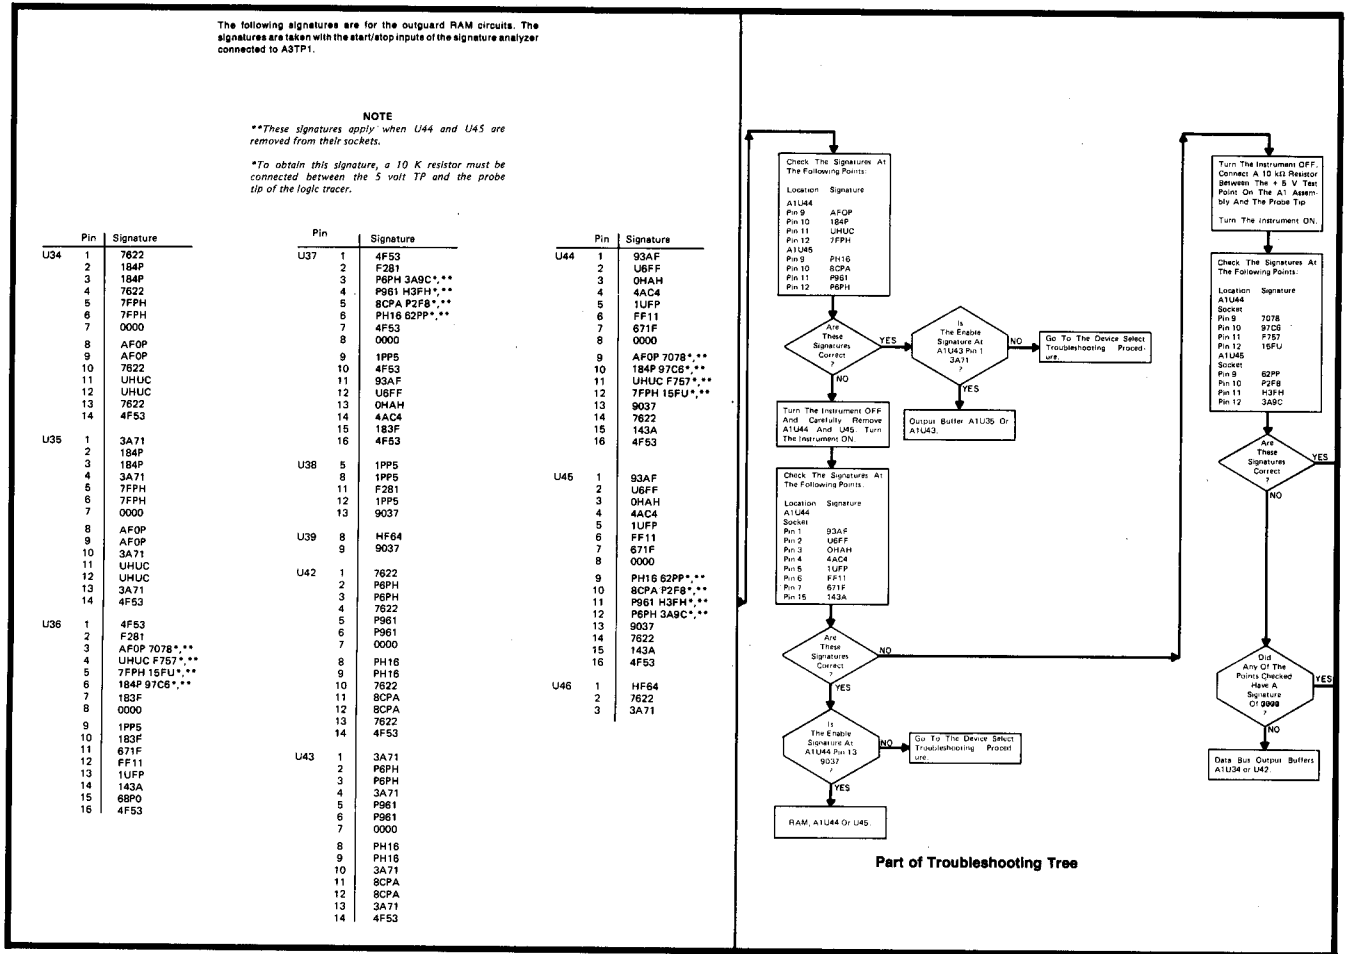 The following signatures are for the outguard RAM circuits. The
signatures are taken with the start/stop inputs of the signature analyzer
connected to A3TP1.
NOTE
**These signatures apply when U44 and U45 are
removed from their sockets.
*To obtain this signature, a 10 K resistor must be
connected between the 5 volt TP and the probe
tip of the logic tracer.
Pin Signature
U34 1 7622
2 184P
3 184P
4 7622
5 7FPH
6 7FPH
7 0000
8 AF0P
9 AF0P
10 7622
11 UHUC
12 UHUC
13 7622
14 4F53
U35 1 3A71
2 184P
3 184P
4 3A71
5 7FPH
6 7FPH
7 0000
8 AF0P
9 AF0P
10 3A71
11 UHUC
12 UHUC
13 3A71
14 4F53
U36 1 4F53
2 F281
3 AF0P 7078*,**
4 UHUC F757*,**
5 7FPH 15FU*,**
6 184P 97C6*,**
7 183F
8 0000
9 1PP5
10 183F
11 671F
12 FF11
13 1UFP
14 143A
15 68P0
16 4F53
Pin Signature
U37 1 4F53
2 F281
3 P6PH 3A9C*,**
4 P961 H3FH*,**
5 8CPA P2F8*,**
6 PH16 62PP*,**
7 4F53
8 0000
9 1PP5
10 4F53
11 93AF
12 U6FF
13 0HAH
14 4AC4
15 183F
16 4F53
U38 5 1PP5
8 1PP5
11 F281
12 1PP5
13 9037
U39 8 HF64
9 9037
U42 1 7622
2 P6PH
3 P6PH
4 7622
5 P961
6 P961
7 0000
8 PH16
9 PH16
10 7622
11 8CPA
12 8CPA
13 7622
14 4F53
U43 1 3A71
2 P6PH
3 P6PH
4 3A71
5 P961
6 P961
7 0000
8 PH16
9 PH16
10 3A71
11 8CPA
12 8CPA
13 3A71
14 4F53
Pin Signature
U44 1 93AF
2 U6FF
3 0HAH
4 4AC4
5 1UFP
6 FF11
7 671F
8 0000
9 AF0P 7078*,**
10 184P 97C6*,**
11 UHUC F757*,**
12 7FPH 15FU*,**
13 9037
14 7622
15 143A
16 4F53
U45 1 93AF
2 U6FF
3 0HAH
4 4AC4
5 1UFP
6 FF11
7 671F
8 0000
9 PH16 62PP*,**
10 8CPA P2F8*,**
11 P961 H3FH*,**
12 P6PH 3A9C*,**
13 9037
14 7622
15 143A
16 4F53
U46 1 HF64
2 7622
3 3A71
Check The Signatures At
The Following Points:
Location Signature
A1U44
Pin 9 AF0P
Pin 10 184P
Pin 11 UHUC
Pin 12 7FPH
A1U45
Pin 9 PH16
Pin 10 8CPA
Pin 11 P961
Pin 12 P6PH
Are
These
Signatures
Correct
?
YES
NO
Is
The Enable
Signature At
A1U43 Pin 1
3A71
?
NO
YES
Go To The Device Select
Troubleshooting Proced-
ure.
Output Buffer A1U35 Or
A1U43.
Turn The Instrument OFF
And Carefully Remove
A1U44 And U45. Turn
The Instrument ON.
Check The Signatures At
The Following Points:
Location Signature
A1U44
Socket
Pin 1 93AF
Pin 2 U6FF
Pin 3 0HAH
Pin 4 4AC4
Pin 5 1UFP
Pin 6 FF11
Pin 7 671F
Pin 15 143A
Are
These
Signatures
Correct
?
NO
YES
Is
The Enable
Signature At
A1U44 Pin 13
9037
?
NO
YES
Go To The Device Select
Troubleshooting Proced-
ure.
RAM, A1U44 Or U45.
Turn The Instrument OFF.
Connect A 10 kΩ Resistor
Between The + 5 V Test
Point On The A1 Assem-
bly And The Probe Tip
Turn The Instrument ON.
Check The Signatures At
The Following Points:
Location Signature
A1U44
Socket
Pin 9 7078
Pin 10 97C6
Pin 11 F757
Pin 12 15FU
A1U45
Socket
Pin 9 62PP
Pin 10 P2F8
Pin 11 H3FH
Pin 12 3A9C
Are
These
Signatures
Correct
?
YES
NO
Did
Any Of The
Points Checked
Have A
Signature
Of 0000
?
YES
NO
Data Bus Output Buffers
A1U34 or U42.
Part of Troubleshooting Tree